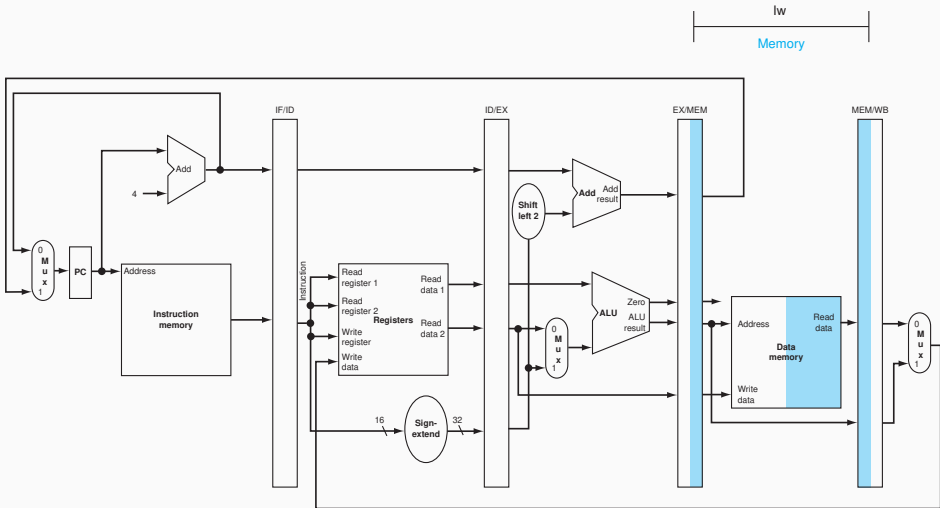 lw
Memory
IF/ID
ID/EX
EX/MEM
MEM/WB
Add
4
Shift
left 2
Add
Add
result
0
M
u
x
1
PC
Address
Instruction
memory
Instruction
Read
register 1
Read
register 2
Write
register
Write
data
Registers
Read
data 1
Read
data 2
16
Sign-
extend
32
0
M
u
x
1
Zero
ALU
ALU
result
Address
Write
data
Data
memory
Read
data
0
M
u
x
1